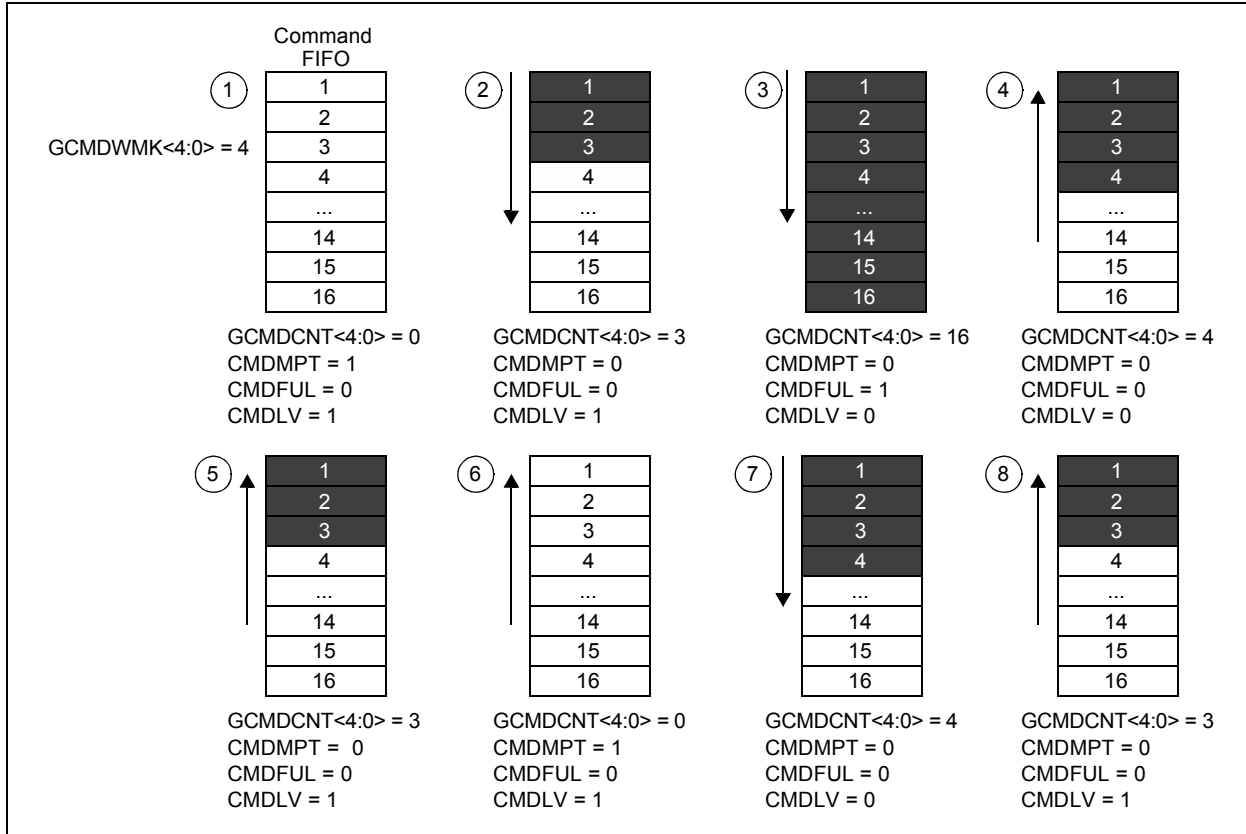 Command
FIFO
1
1
2
3
4
...
14
15
16
GCMDWMK<4:0> = 4
GCMDCNT<4:0> = 0
CMDMPT = 1
CMDFUL = 0
CMDLV = 1
2
1
2
3
4
...
14
15
16
GCMDCNT<4:0> = 3
CMDMPT = 0
CMDFUL = 0
CMDLV = 1
3
1
2
3
4
...
14
15
16
GCMDCNT<4:0> = 16
CMDMPT = 0
CMDFUL = 1
CMDLV = 0
4
1
2
3
4
...
14
15
16
GCMDCNT<4:0> = 4
CMDMPT = 0
CMDFUL = 0
CMDLV = 0
5
1
2
3
4
...
14
15
16
GCMDCNT<4:0> = 3
CMDMPT =  0
CMDFUL = 0
CMDLV = 1
6
1
2
3
4
...
14
15
16
GCMDCNT<4:0> = 0
CMDMPT = 1
CMDFUL = 0
CMDLV = 1
7
1
2
3
4
...
14
15
16
GCMDCNT<4:0> = 4
CMDMPT = 0
CMDFUL = 0
CMDLV = 0
8
1
2
3
4
...
14
15
16
GCMDCNT<4:0> = 3
CMDMPT = 0
CMDFUL = 0
CMDLV = 1